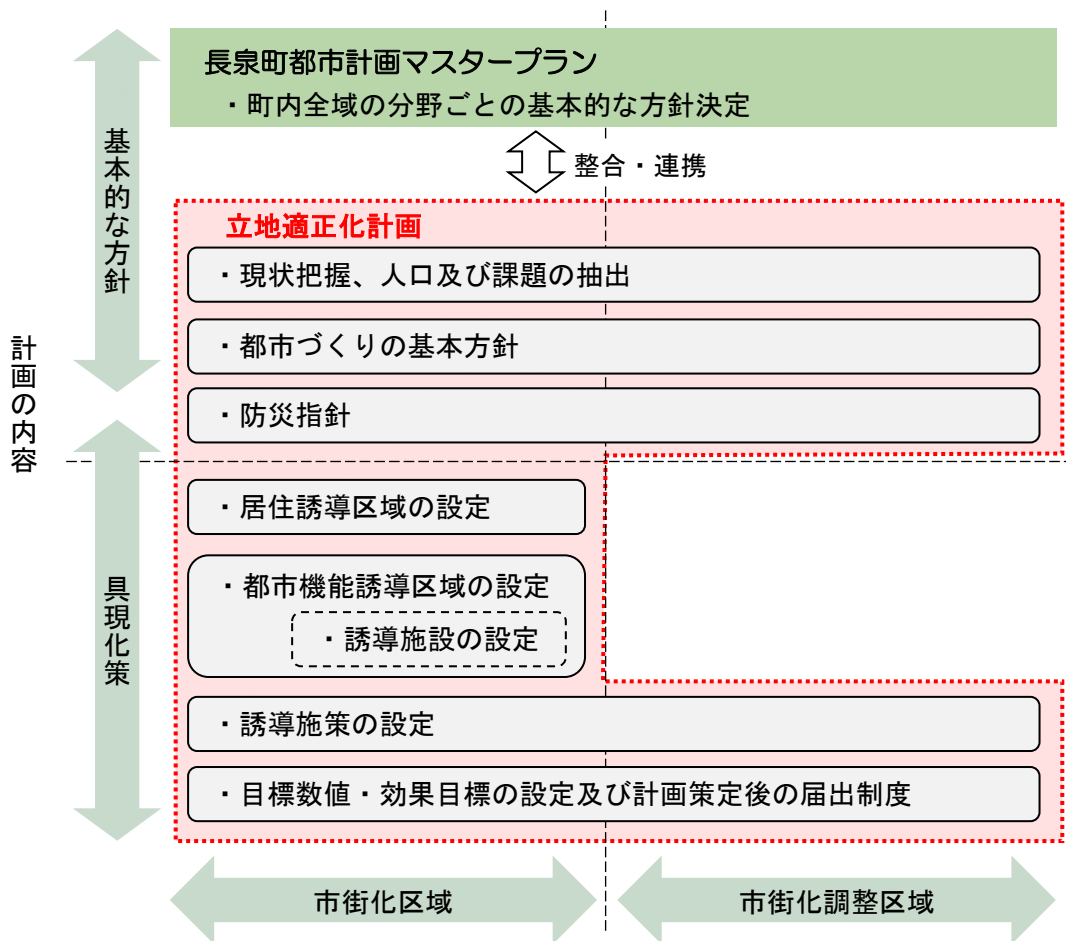 長泉町都市計画マスタープラン
・町内全域の分野ごとの基本的な方針決定
整合・連携
計画の内容
基本的な方針
立地適正化計画
・現状把握、人口及び課題の抽出
・都市づくりの基本方針
・防災指針
具現化策
・居住誘導区域の設定
・都市機能誘導区域の設定
・誘導施設の設定
・誘導施策の設定
・目標数値・効果目標の設定及び計画策定後の届出制度
市街化区域
市街化調整区域